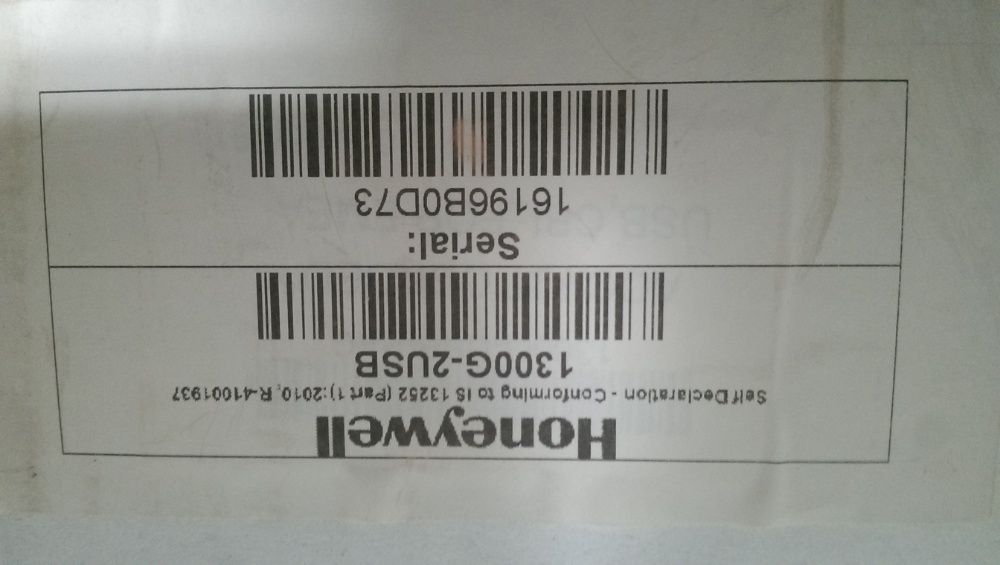 Honeywell
Self Declaration - Conforming to IS 13252 (Part 1):2010, R-41001937
1300G-2USB
Serial:
16196B0D73